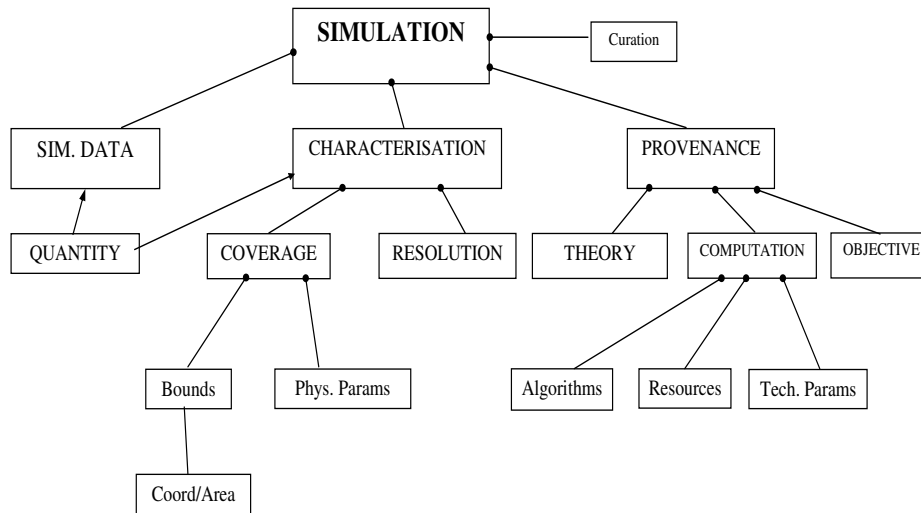 SIMULATION
Curation
SIM. DATA
CHARACTERISATION
PROVENANCE
QUANTITY
COVERAGE
RESOLUTION
THEORY
COMPUTATION
OBJECTIVE
Bounds
Phys. Params
Algorithms
Resources
Tech. Params
Coord/Area